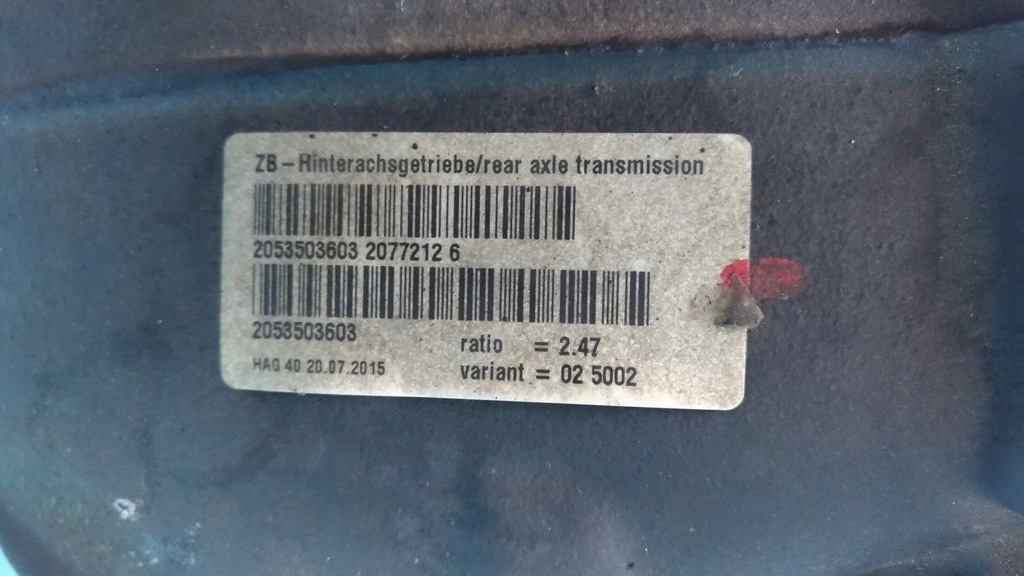 ZB – Hinterachsgetriebe/rear axle transmission
2053503603 2077212 6
2053503603
ratio = 2.47
HAG 40 20.07.2015
variant = 02 5002